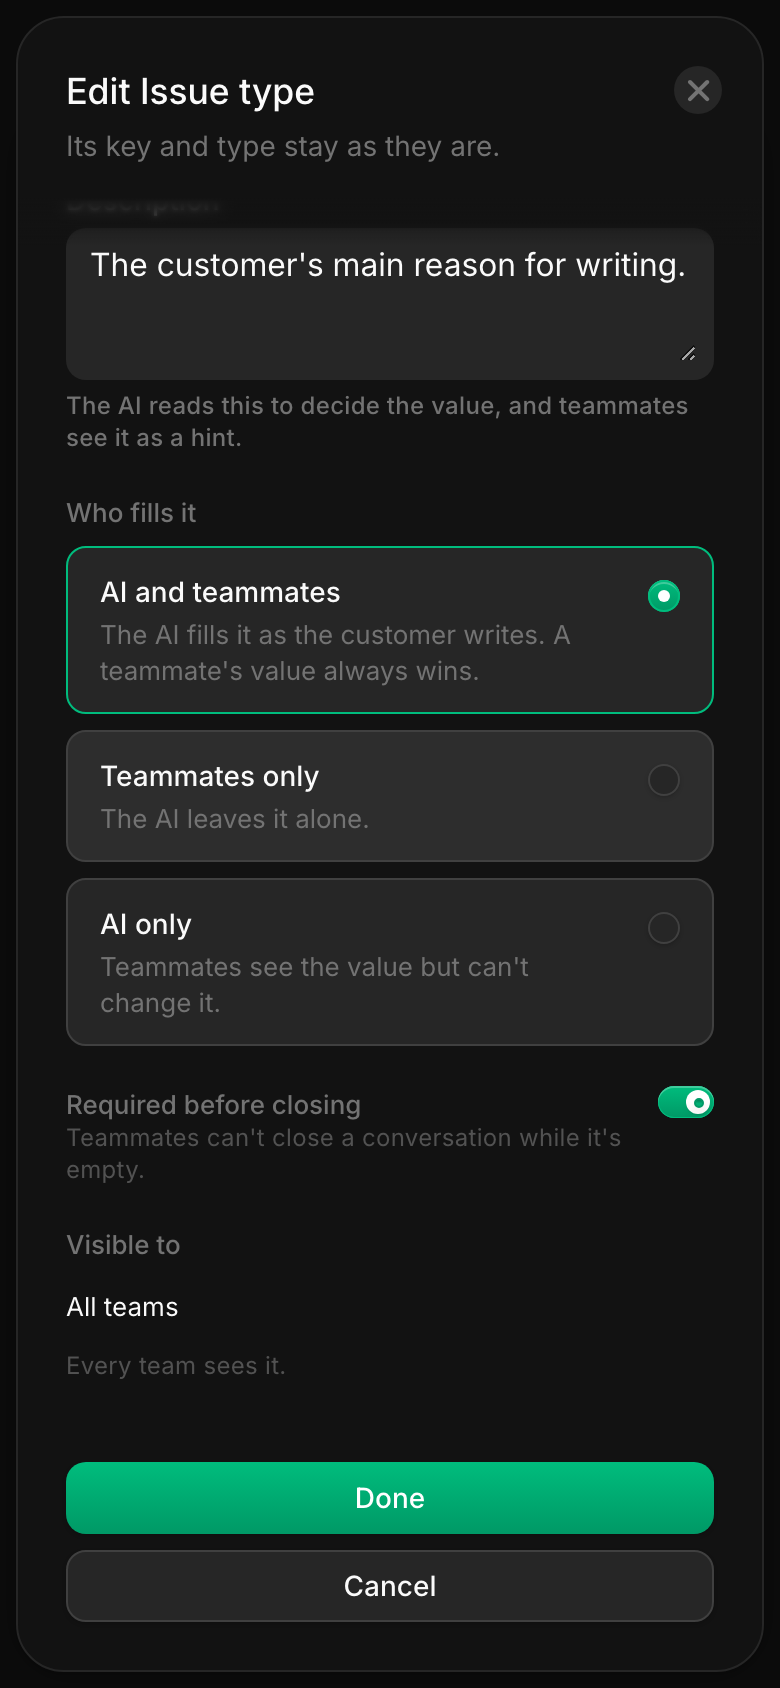 Edit Issue type
Its key and type stay as they are.
The customer's main reason for writing.
The AI reads this to decide the value, and teammates
see it as a hint.
Who fills it
AI and teammates
The AI fills it as the customer writes. A
teammate's value always wins.
Teammates only
The AI leaves it alone.
AI only
Teammates see the value but can't
change it.
Required before closing
Teammates can't close a conversation while it's
empty.
Visible to
All teams
Every team sees it.
Done
Cancel